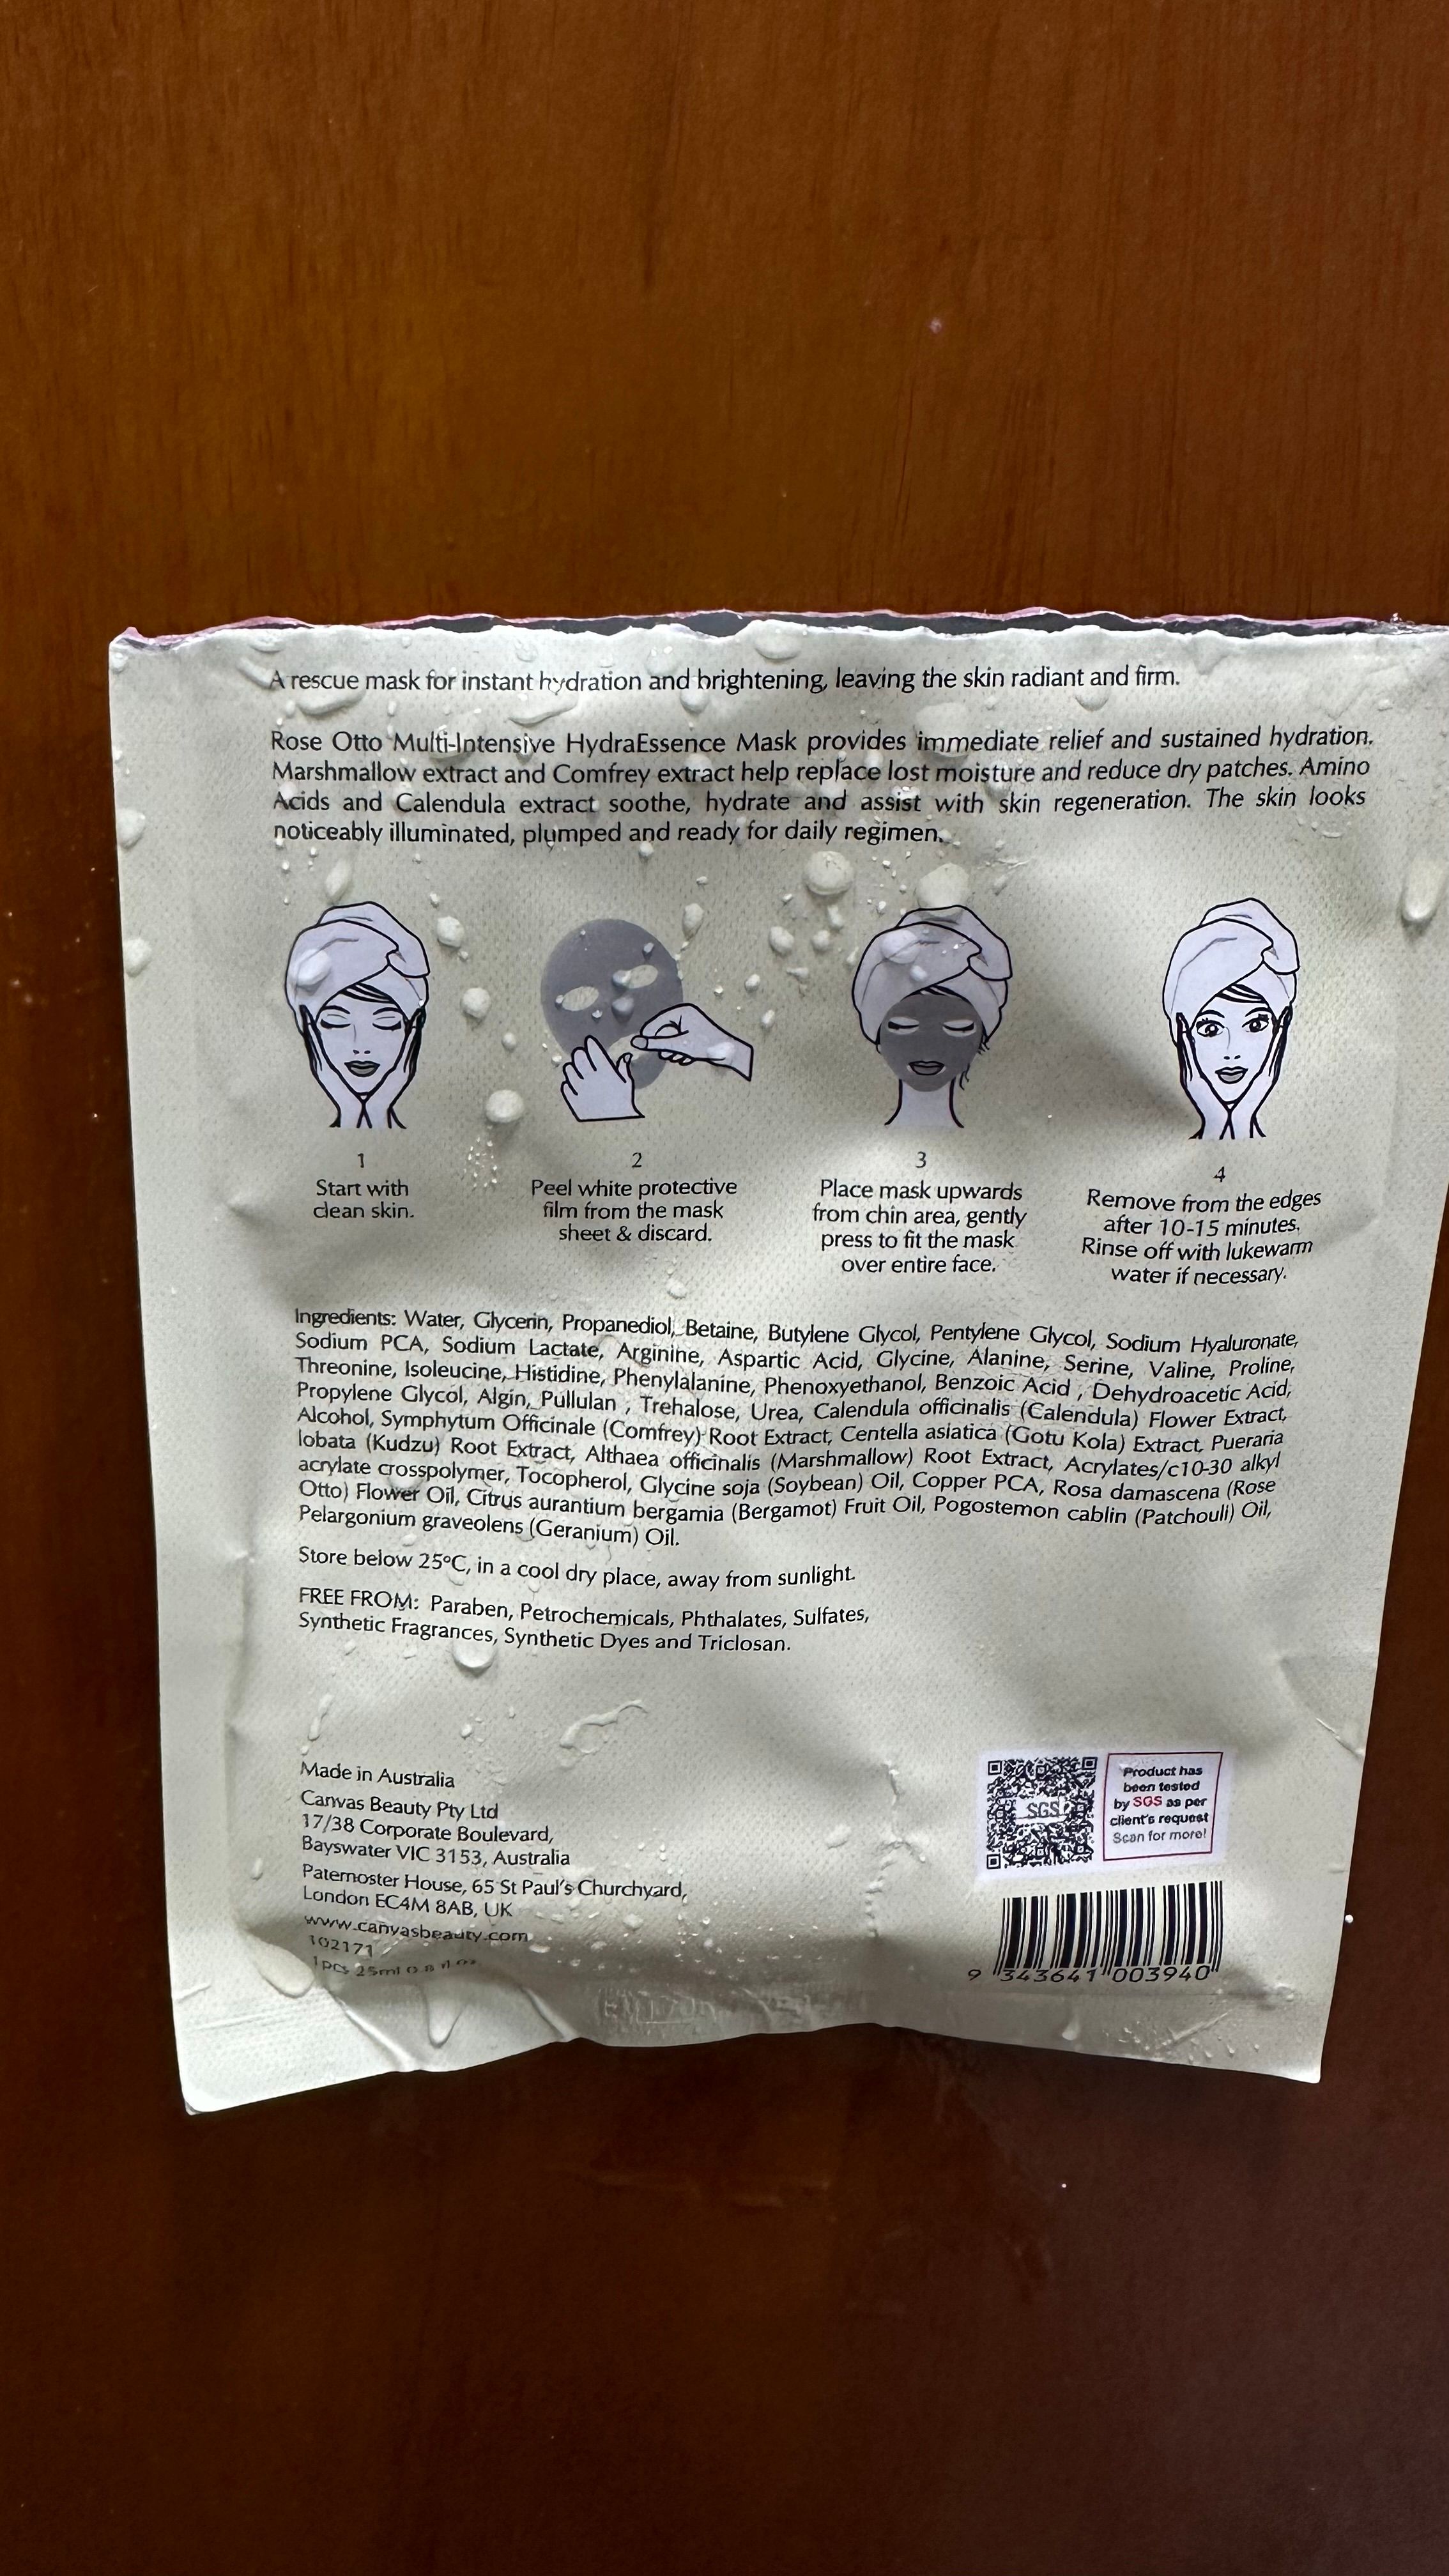 A rescue mask for instant hydration and brightening, leaving the skin radiant and firm.
Rose Otto Multi-Intensive HydraEssence Mask provides immediate relief and sustained hydration.
Marshmallow extract and Comfrey extract help replace lost moisture and reduce dry patches. Amino
Acids and Calendula extract soothe, hydrate and assist with skin regeneration. The skin looks
noticeably illuminated, plumped and ready for daily regimen.
1
Start with
clean skin.
2
Peel white protective
film from the mask
sheet & discard.
3
Place mask upwards
from chin area, gently
press to fit the mask
over entire face.
4
Remove from the edges
after 10-15 minutes.
Rinse off with lukewarm
water if necessary.
Ingredients: Water, Glycerin, Propanediol, Betaine, Butylene Glycol, Pentylene Glycol, Sodium Hyaluronate,
Sodium PCA, Sodium Lactate, Arginine, Aspartic Acid, Glycine, Alanine, Serine, Valine, Proline,
Threonine, Isoleucine, Histidine, Phenylalanine, Phenoxyethanol, Benzoic Acid , Dehydroacetic Acid,
Propylene Glycol, Algin, Pullulan , Trehalose, Urea, Calendula officinalis (Calendula) Flower Extract,
Alcohol, Symphytum Officinale (Comfrey) Root Extract, Centella asiatica (Gotu Kola) Extract, Pueraria
lobata (Kudzu) Root Extract, Althaea officinalis (Marshmallow) Root Extract, Acrylates/c10-30 alkyl
acrylate crosspolymer, Tocopherol, Glycine soja (Soybean) Oil, Copper PCA, Rosa damascena (Rose
Otto) Flower Oil, Citrus aurantium bergamia (Bergamot) Fruit Oil, Pogostemon cablin (Patchouli) Oil,
Pelargonium graveolens (Geranium) Oil.
Store below 25°C, in a cool dry place, away from sunlight.
FREE FROM: Paraben, Petrochemicals, Phthalates, Sulfates,
Synthetic Fragrances, Synthetic Dyes and Triclosan.
Made in Australia
Canvas Beauty Pty Ltd
17/38 Corporate Boulevard,
Bayswater VIC 3153, Australia
Paternoster House, 65 St Paul's Churchyard,
London EC4M 8AB, UK
www.canvasbeauty.com
102171
1pcs 25ml 0.8 fl oz
SGS
Product has
been tested
by SGS as per
client's request
Scan for more!
9 343641 003940